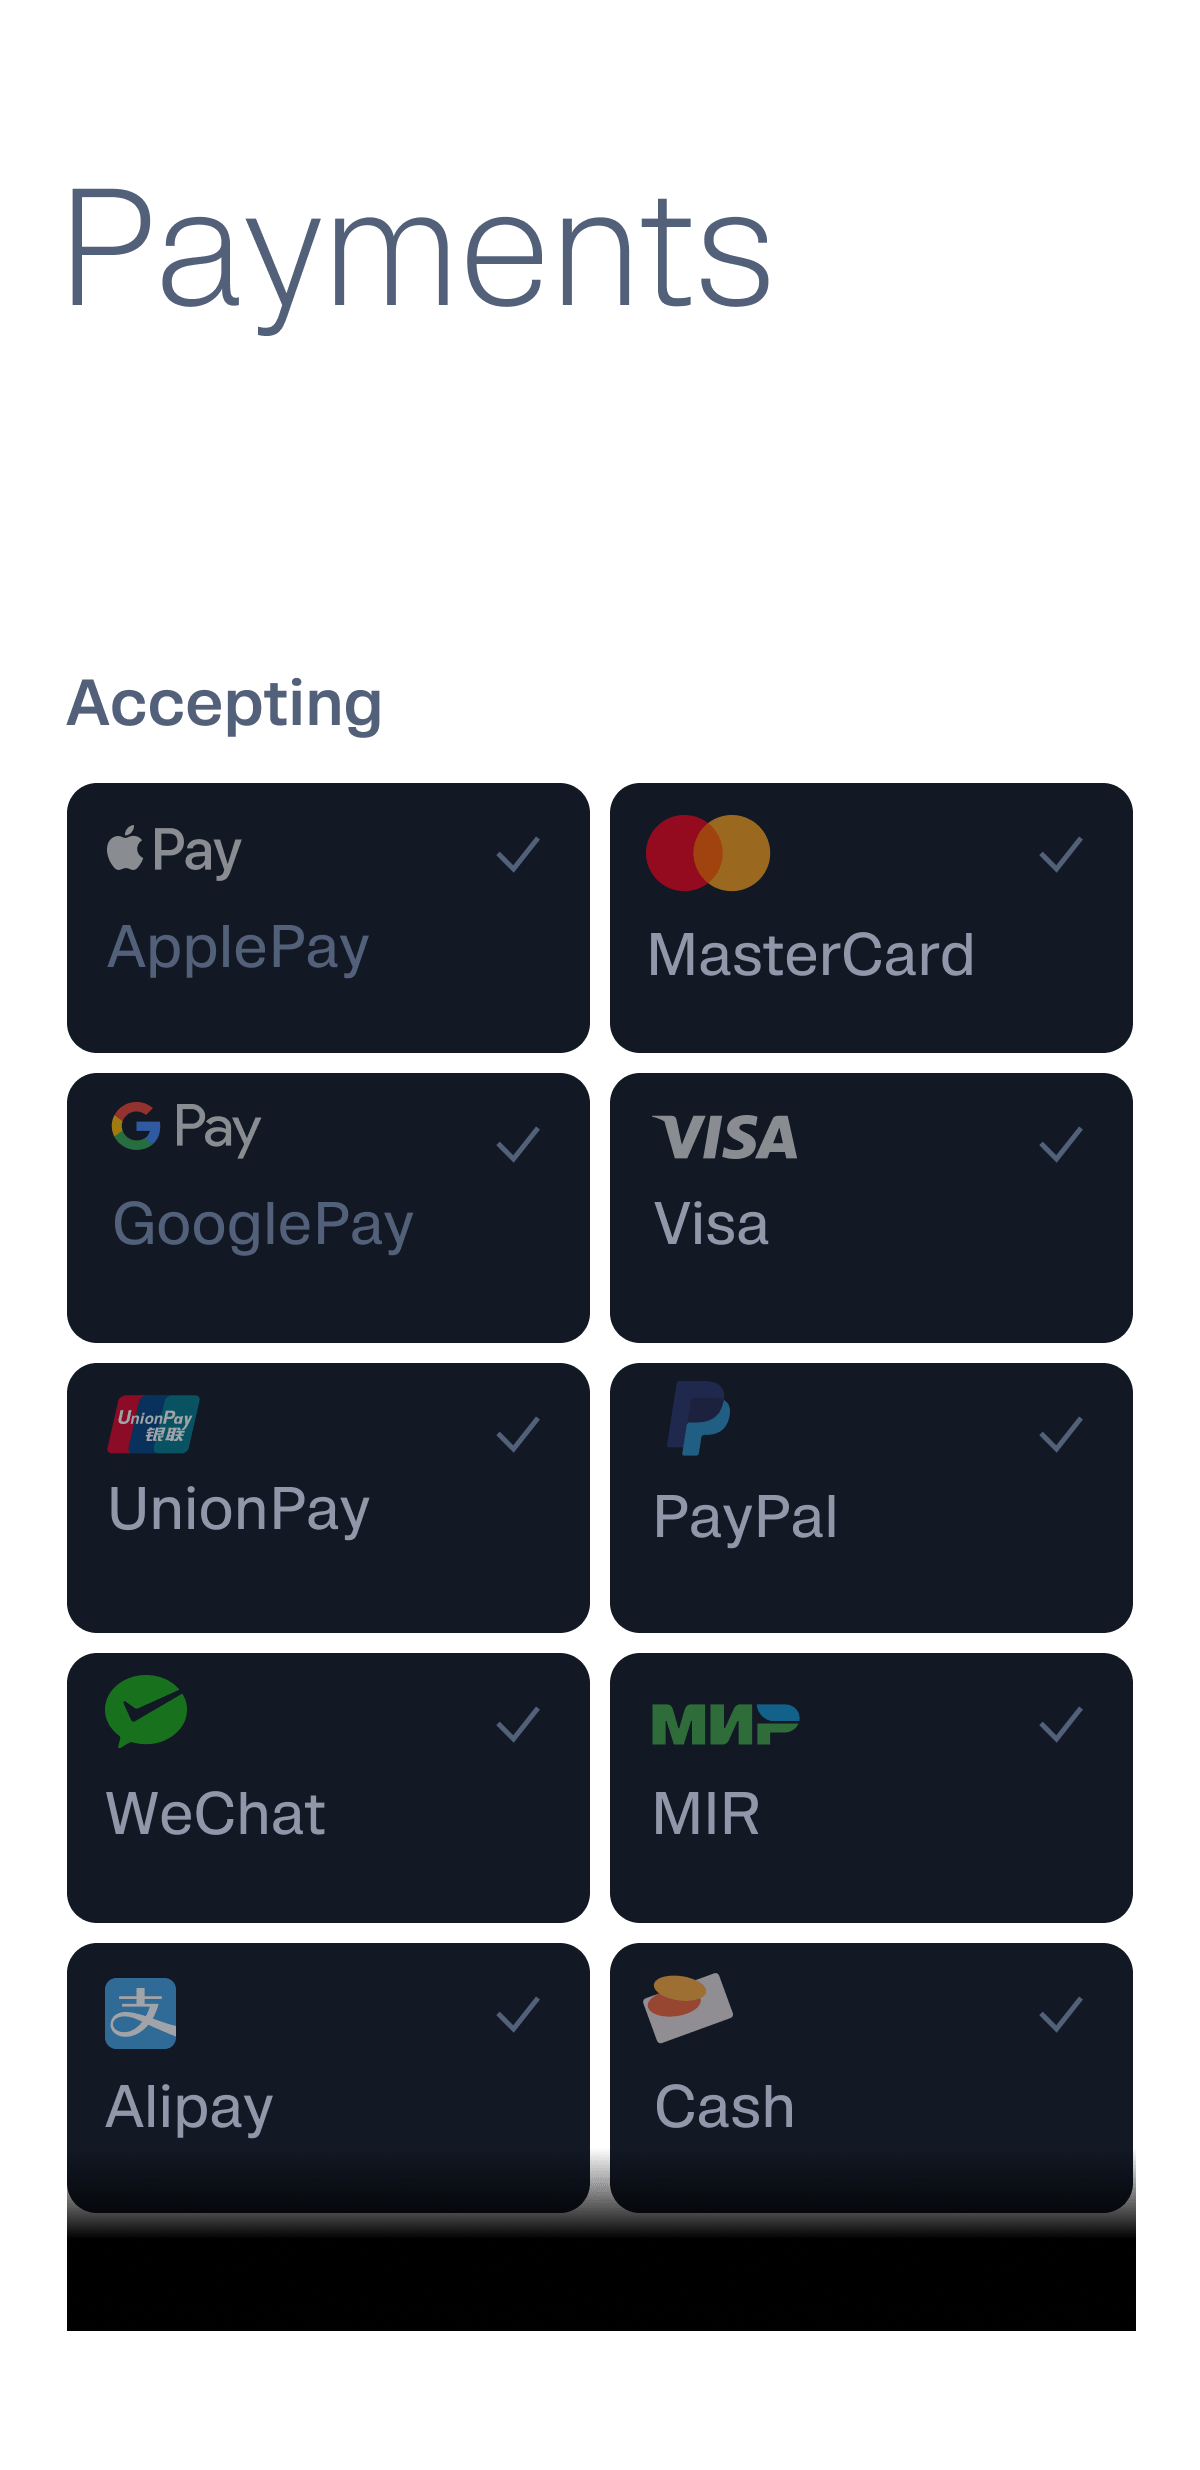 Payments
Accepting
Pay
ApplePay
MasterCard
G Pay
GooglePay
VISA
Visa
UnionPay
银联
UnionPay
PayPal
WeChat
МИР
MIR
支
Alipay
Cash